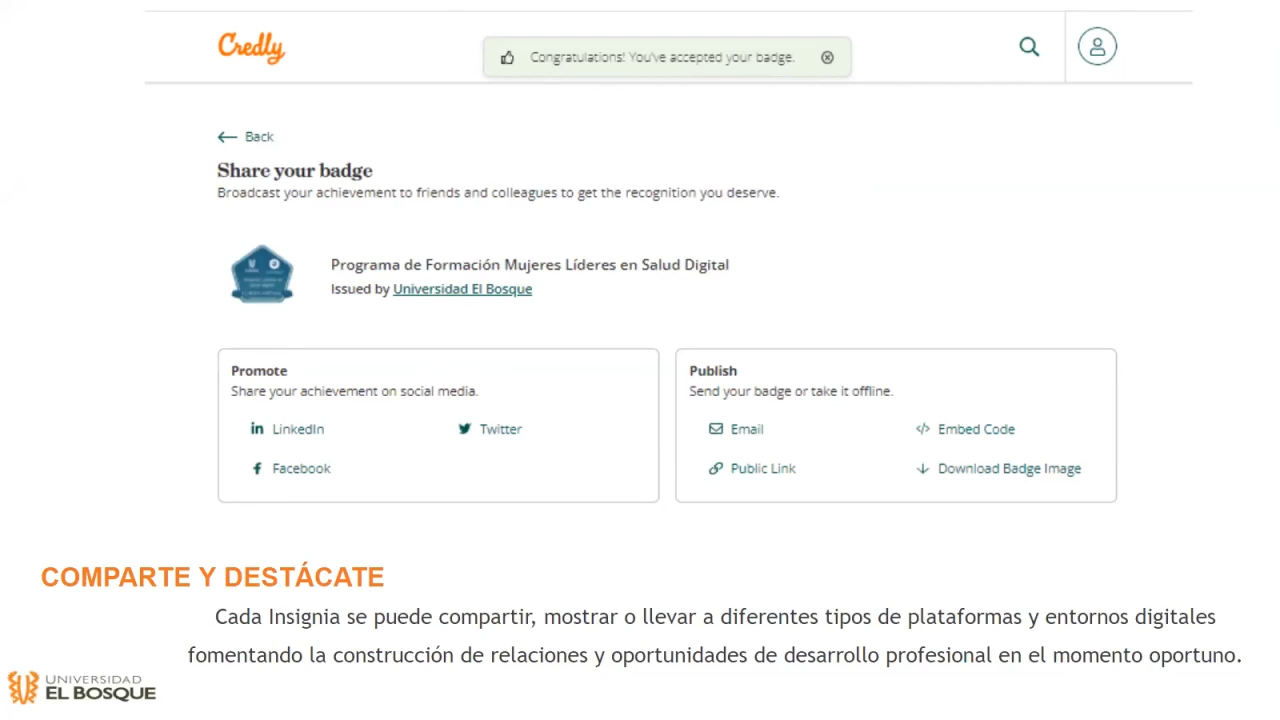 Credly
Congratulations! You've accepted your badge.
Back
Share your badge
Broadcast your achievement to friends and colleagues to get the recognition you deserve.
Programa de Formación Mujeres Líderes en Salud Digital
Issued by Universidad El Bosque
Promote
Share your achievement on social media.
LinkedIn
Twitter
Facebook
Publish
Send your badge or take it offline.
Email
Embed Code
Public Link
Download Badge Image
COMPARTE Y DESTÁCATE
Cada Insignia se puede compartir, mostrar o llevar a diferentes tipos de plataformas y entornos digitales
fomentando la construcción de relaciones y oportunidades de desarrollo profesional en el momento oportuno.
UNIVERSIDAD
EL BOSQUE